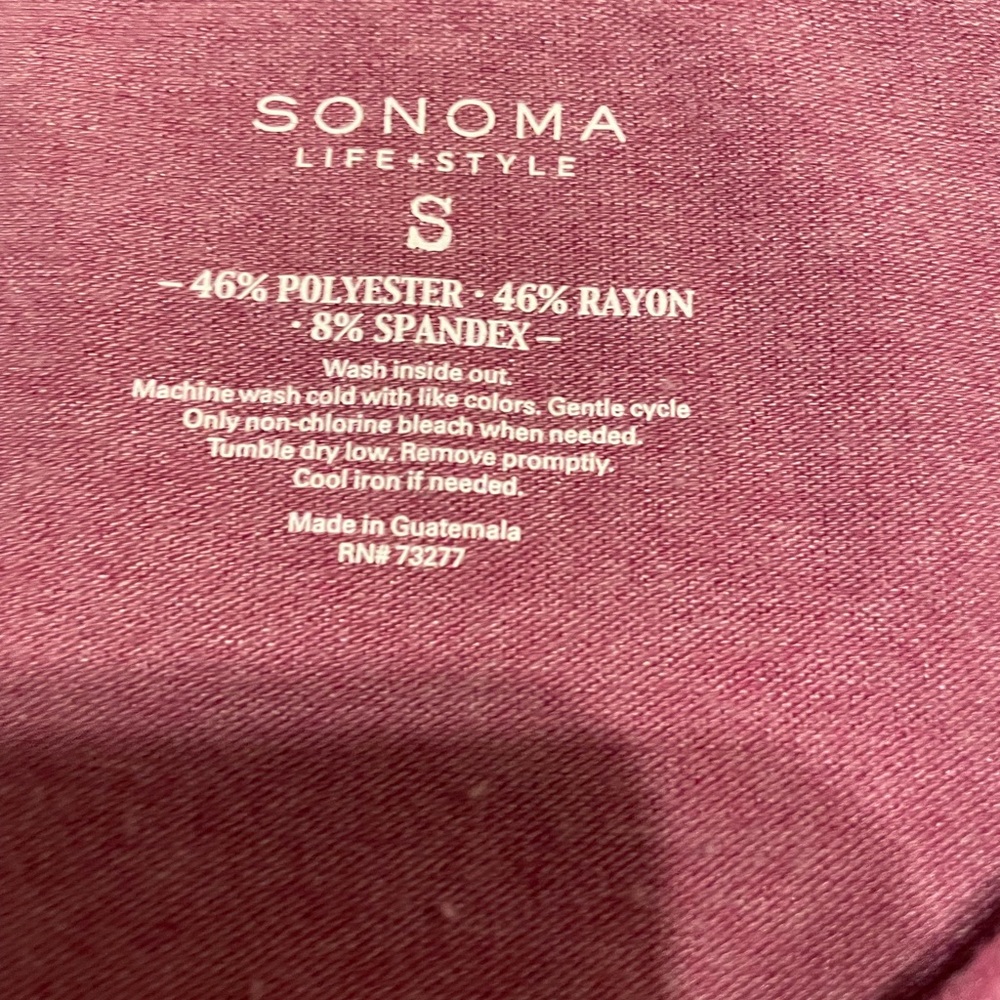 SONOMA
LIFE+STYLE
S
– 46% POLYESTER · 46% RAYON
· 8% SPANDEX –
Wash inside out.
Machine wash cold with like colors. Gentle cycle
Only non-chlorine bleach when needed.
Tumble dry low. Remove promptly.
Cool iron if needed.
Made in Guatemala
RN# 73277